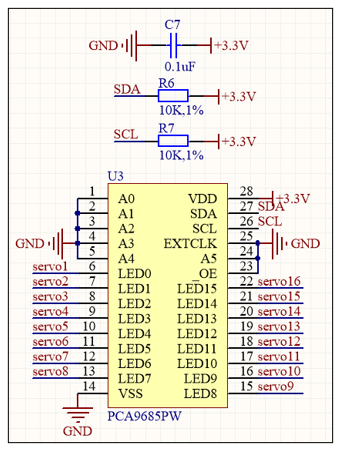 C7
GND
+3.3V
0.1uF
R6
SDA
+3.3V
10K,1%
R7
SCL
+3.3V
10K,1%
U3
1 A0 VDD 28 +3.3V
2 A1 SDA 27 SDA
3 A2 SCL 26 SCL
GND 4 A3 EXTCLK 25 GND
5 A4 A5 24
servo1 6 LED0 OE 23
servo2 7 LED1 LED15 22 servo16
servo3 8 LED2 LED14 21 servo15
servo4 9 LED3 LED13 20 servo14
servo5 10 LED4 LED12 19 servo13
servo6 11 LED5 LED11 18 servo12
servo7 12 LED6 LED10 17 servo11
servo8 13 LED7 LED9 16 servo10
14 VSS LED8 15 servo9
PCA9685PW
GND